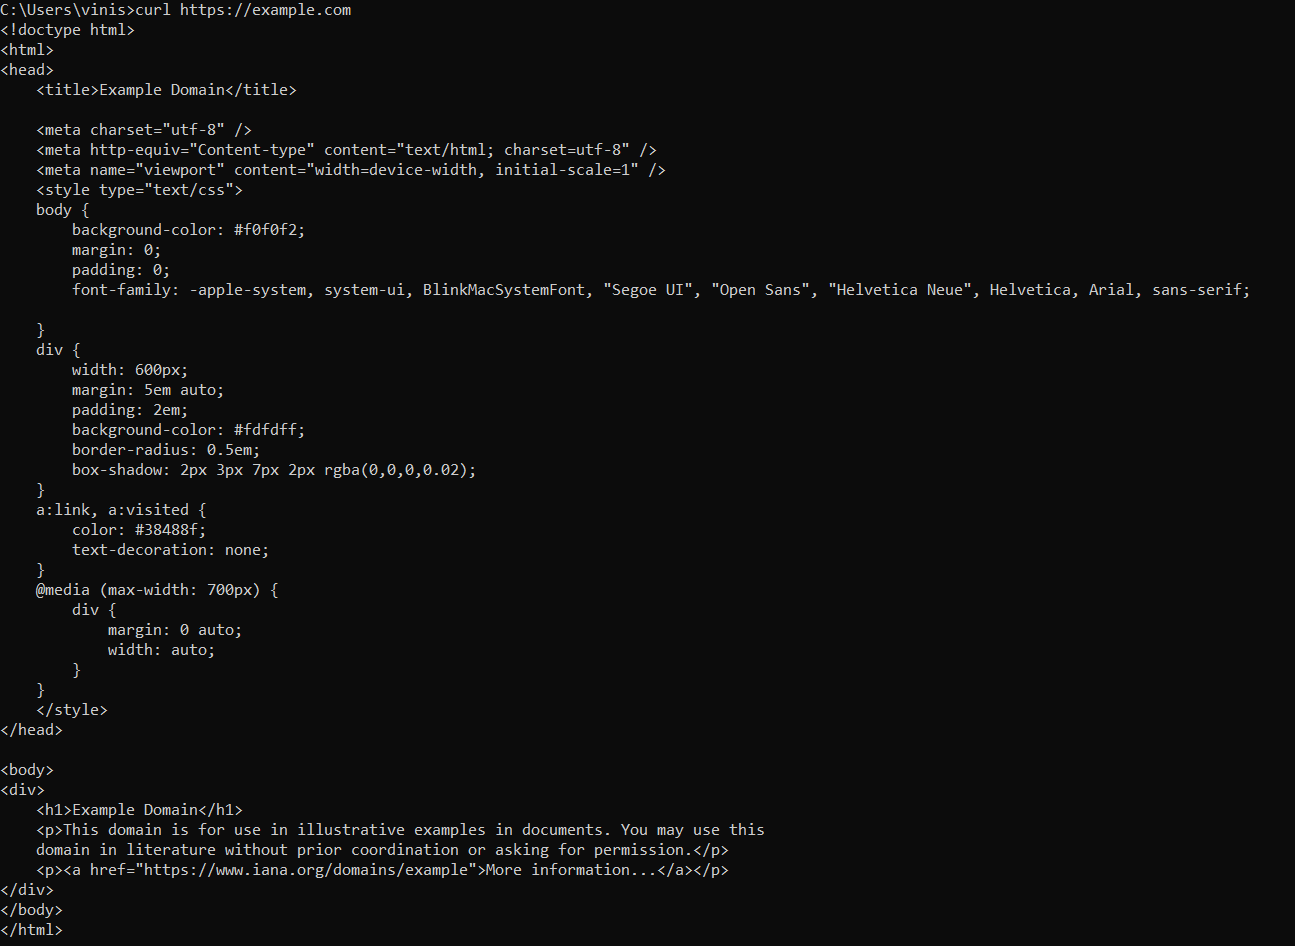 C:\Users\vinis>curl https://example.com
<!doctype html>
<html>
<head>
    <title>Example Domain</title>

    <meta charset="utf-8" />
    <meta http-equiv="Content-type" content="text/html; charset=utf-8" />
    <meta name="viewport" content="width=device-width, initial-scale=1" />
    <style type="text/css">
    body {
        background-color: #f0f0f2;
        margin: 0;
        padding: 0;
        font-family: -apple-system, system-ui, BlinkMacSystemFont, "Segoe UI", "Open Sans", "Helvetica Neue", Helvetica, Arial, sans-serif;

    }
    div {
        width: 600px;
        margin: 5em auto;
        padding: 2em;
        background-color: #fdfdff;
        border-radius: 0.5em;
        box-shadow: 2px 3px 7px 2px rgba(0,0,0,0.02);
    }
    a:link, a:visited {
        color: #38488f;
        text-decoration: none;
    }
    @media (max-width: 700px) {
        div {
            margin: 0 auto;
            width: auto;
        }
    }
    </style>
</head>

<body>
<div>
    <h1>Example Domain</h1>
    <p>This domain is for use in illustrative examples in documents. You may use this
    domain in literature without prior coordination or asking for permission.</p>
    <p><a href="https://www.iana.org/domains/example">More information...</a></p>
</div>
</body>
</html>